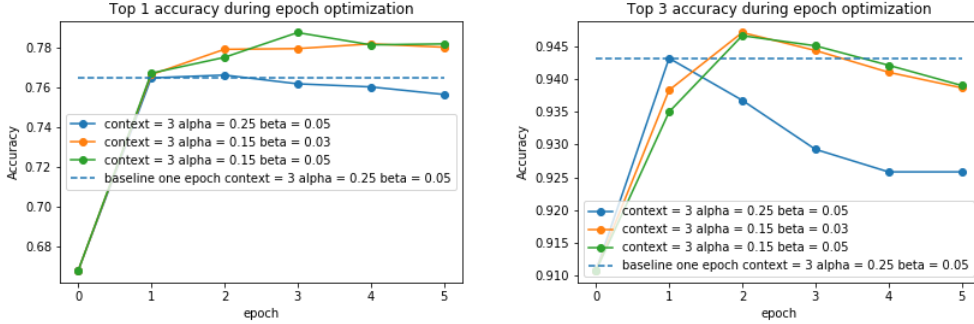 Top 1 accuracy during epoch optimization
0.78
0.76
0.74
0.72
0.70
0.68
Accuracy
context = 3 alpha = 0.25 beta = 0.05
context = 3 alpha = 0.15 beta = 0.03
context = 3 alpha = 0.15 beta = 0.05
baseline one epoch context = 3 alpha = 0.25 beta = 0.05
0 1 2 3 4 5
epoch
Top 3 accuracy during epoch optimization
0.945
0.940
0.935
0.930
0.925
0.920
0.915
0.910
Accuracy
context = 3 alpha = 0.25 beta = 0.05
context = 3 alpha = 0.15 beta = 0.03
context = 3 alpha = 0.15 beta = 0.05
baseline one epoch context = 3 alpha = 0.25 beta = 0.05
0 1 2 3 4 5
epoch